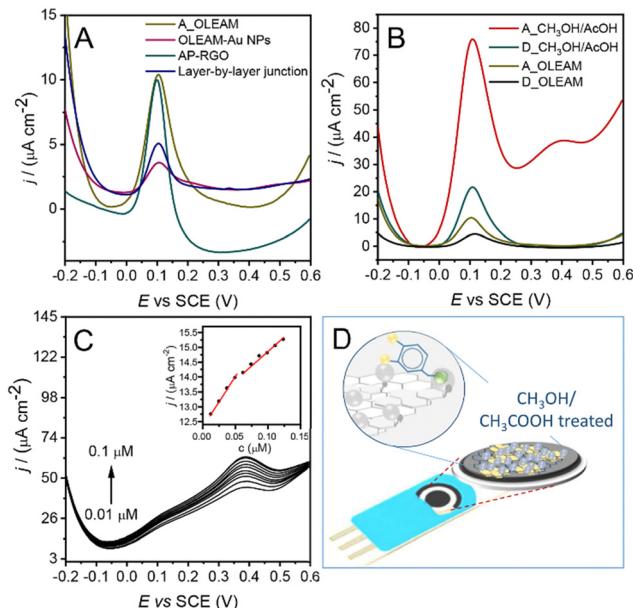 A
A_OLEAM
OLEAM-Au NPs
AP-RGO
Layer-by-layer junction
j / (µA cm⁻²)
15
10
5
0
-0.2 -0.1 0.0 0.1 0.2 0.3 0.4 0.5 0.6
E vs SCE (V)
B
A_CH₃OH/AcOH
D_CH₃OH/AcOH
A_OLEAM
D_OLEAM
j / (µA cm⁻²)
80
70
60
50
40
30
20
10
0
-0.2 -0.1 0.0 0.1 0.2 0.3 0.4 0.5 0.6
E vs SCE (V)
C
j / (µA cm⁻²)
145
122
99
74
50
26
3
0.1 µM
0.01 µM
-0.2 -0.1 0.0 0.1 0.2 0.3 0.4 0.5 0.6
E vs SCE (V)
j / (µA cm⁻²)
15.5
15.0
14.5
14.0
13.5
13.0
12.5
0.00 0.05 0.10 0.15
c (µM)
D
CH₃OH/
CH₃COOH treated